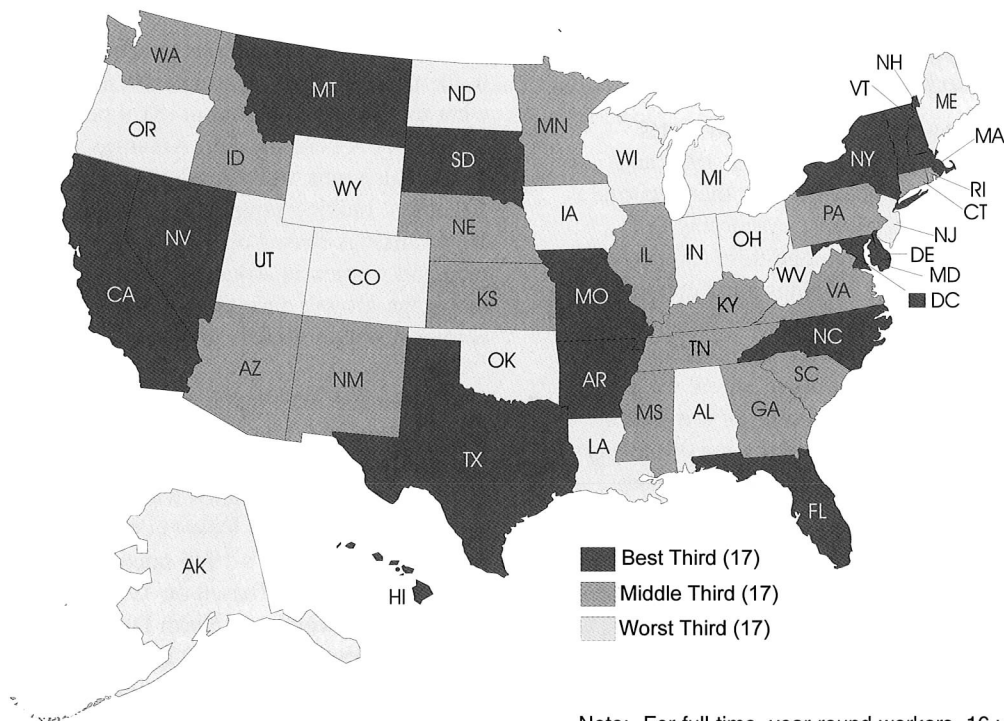 WA
MT
ND
MN
OR
ID
SD
WI
MI
NH
VT
ME
MA
NY
WY
NE
IA
PA
RI
CT
NJ
NV
UT
CO
IL
IN
OH
DE
MD
DC
CA
KS
MO
WV
VA
KY
NC
TN
AZ
NM
OK
AR
SC
MS
AL
GA
TX
LA
FL
AK
HI
Best Third (17)
Middle Third (17)
Worst Third (17)
Note: For full-time, year-round workers, 16